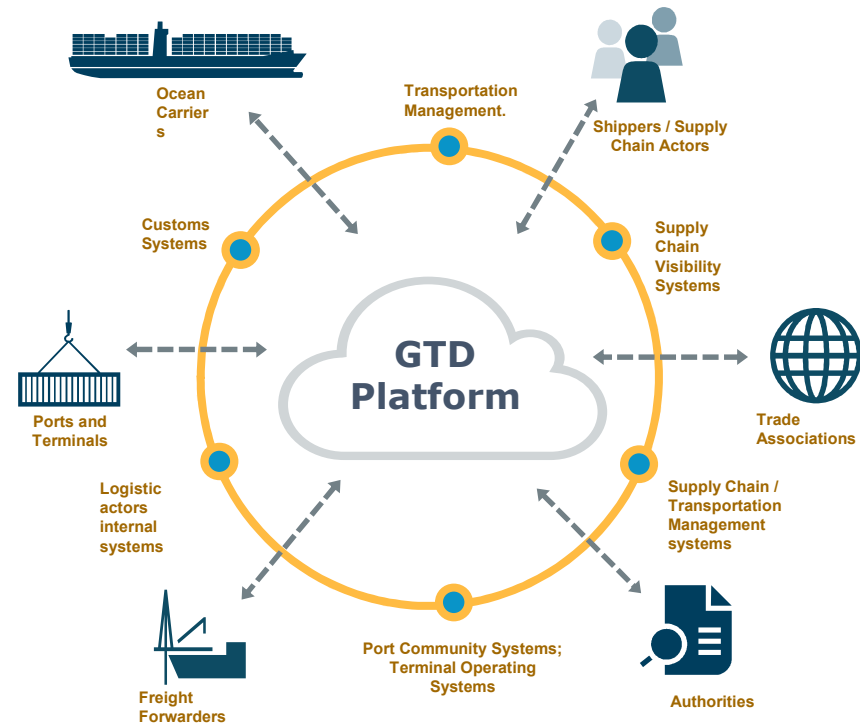 Ocean
Carrier
s
Transportation
Management.
Shippers / Supply
Chain Actors
Customs
Systems
Supply
Chain
Visibility
Systems
GTD
Platform
Ports and
Terminals
Trade
Associations
Logistic
actors
internal
systems
Supply Chain /
Transportation
Management
systems
Port Community Systems;
Terminal Operating
Systems
Freight
Forwarders
Authorities